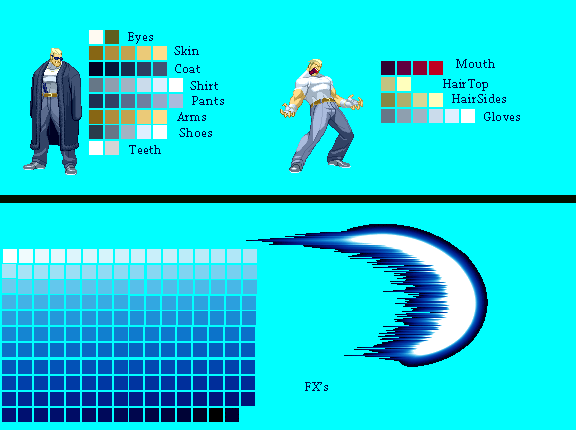 Eyes
Skin
Coat
Shirt
Pants
Arms
Shoes
Teeth
Mouth
HairTop
HairSides
Gloves
FX's